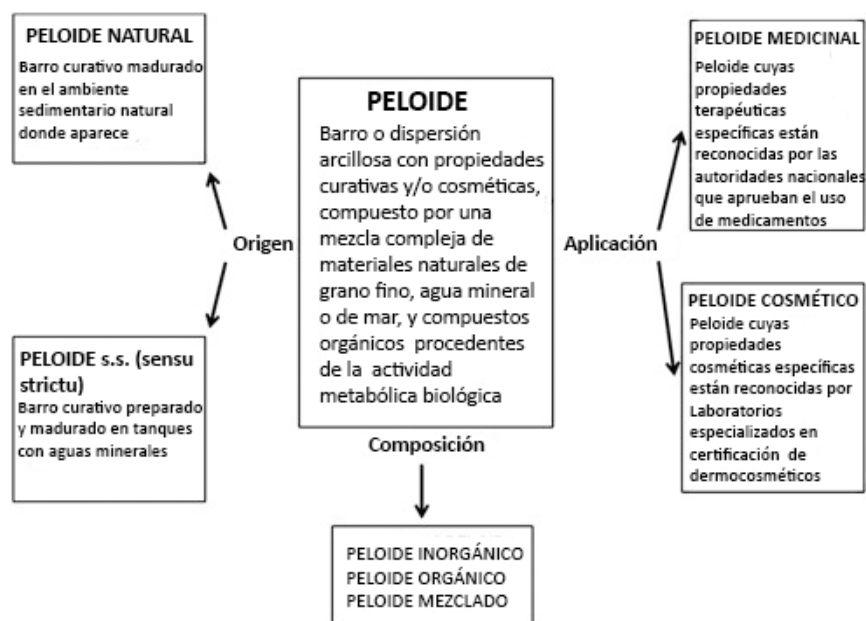 PELOIDE NATURAL
Barro curativo madurado
en el ambiente
sedimentario natural
donde aparece
PELOIDE
Barro o dispersión
arcillosa con propiedades
curativas y/o cosméticas,
compuesto por una
mezcla compleja de
materiales naturales de
grano fino, agua mineral
o de mar, y compuestos
orgánicos procedentes
de la actividad
metabólica biológica
PELOIDE MEDICINAL
Peloide cuyas
propiedades
terapéuticas
específicas están
reconocidas por las
autoridades nacionales
que aprueban el uso
de medicamentos
Origen
Aplicación
PELOIDE s.s. (sensu
strictu)
Barro curativo preparado
y madurado en tanques
con aguas minerales
PELOIDE COSMÉTICO
Peloide cuyas
propiedades
cosméticas específicas
están reconocidas por
Laboratorios
especializados en
certificación de
dermocosméticos
Composición
PELOIDE INORGÁNICO
PELOIDE ORGÁNICO
PELOIDE MEZCLADO